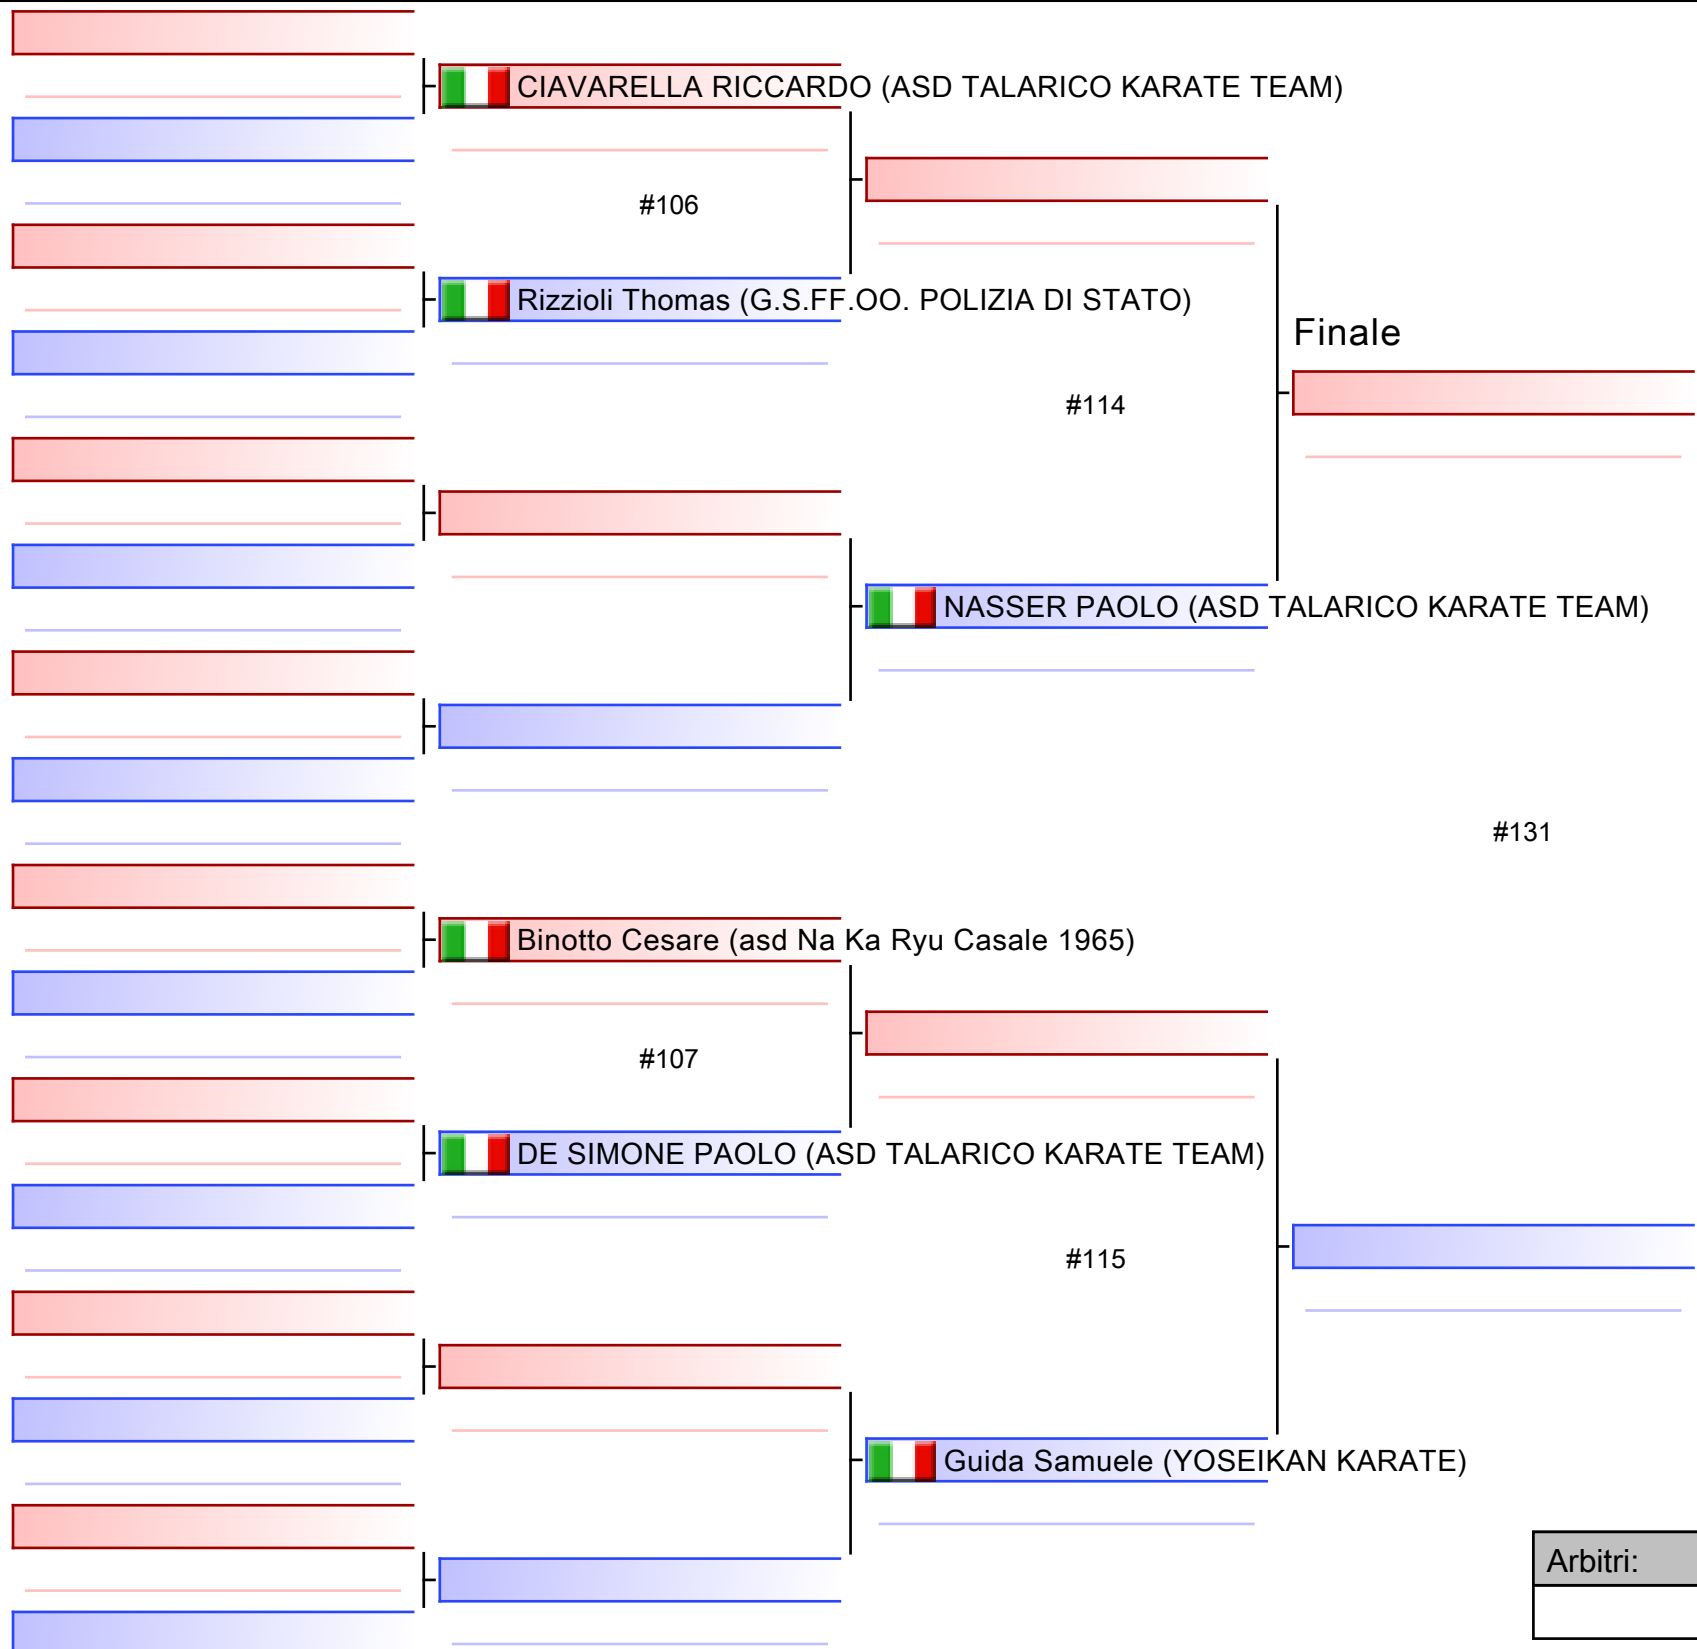 CIAVARELLA RICCARDO (ASD TALARICO KARATE TEAM)
#106
Rizzioli Thomas (G.S.FF.OO. POLIZIA DI STATO)
Finale
#114
NASSER PAOLO (ASD TALARICO KARATE TEAM)
#131
Binotto Cesare (asd Na Ka Ryu Casale 1965)
#107
DE SIMONE PAOLO (ASD TALARICO KARATE TEAM)
#115
Guida Samuele (YOSEIKAN KARATE)
Arbitri: